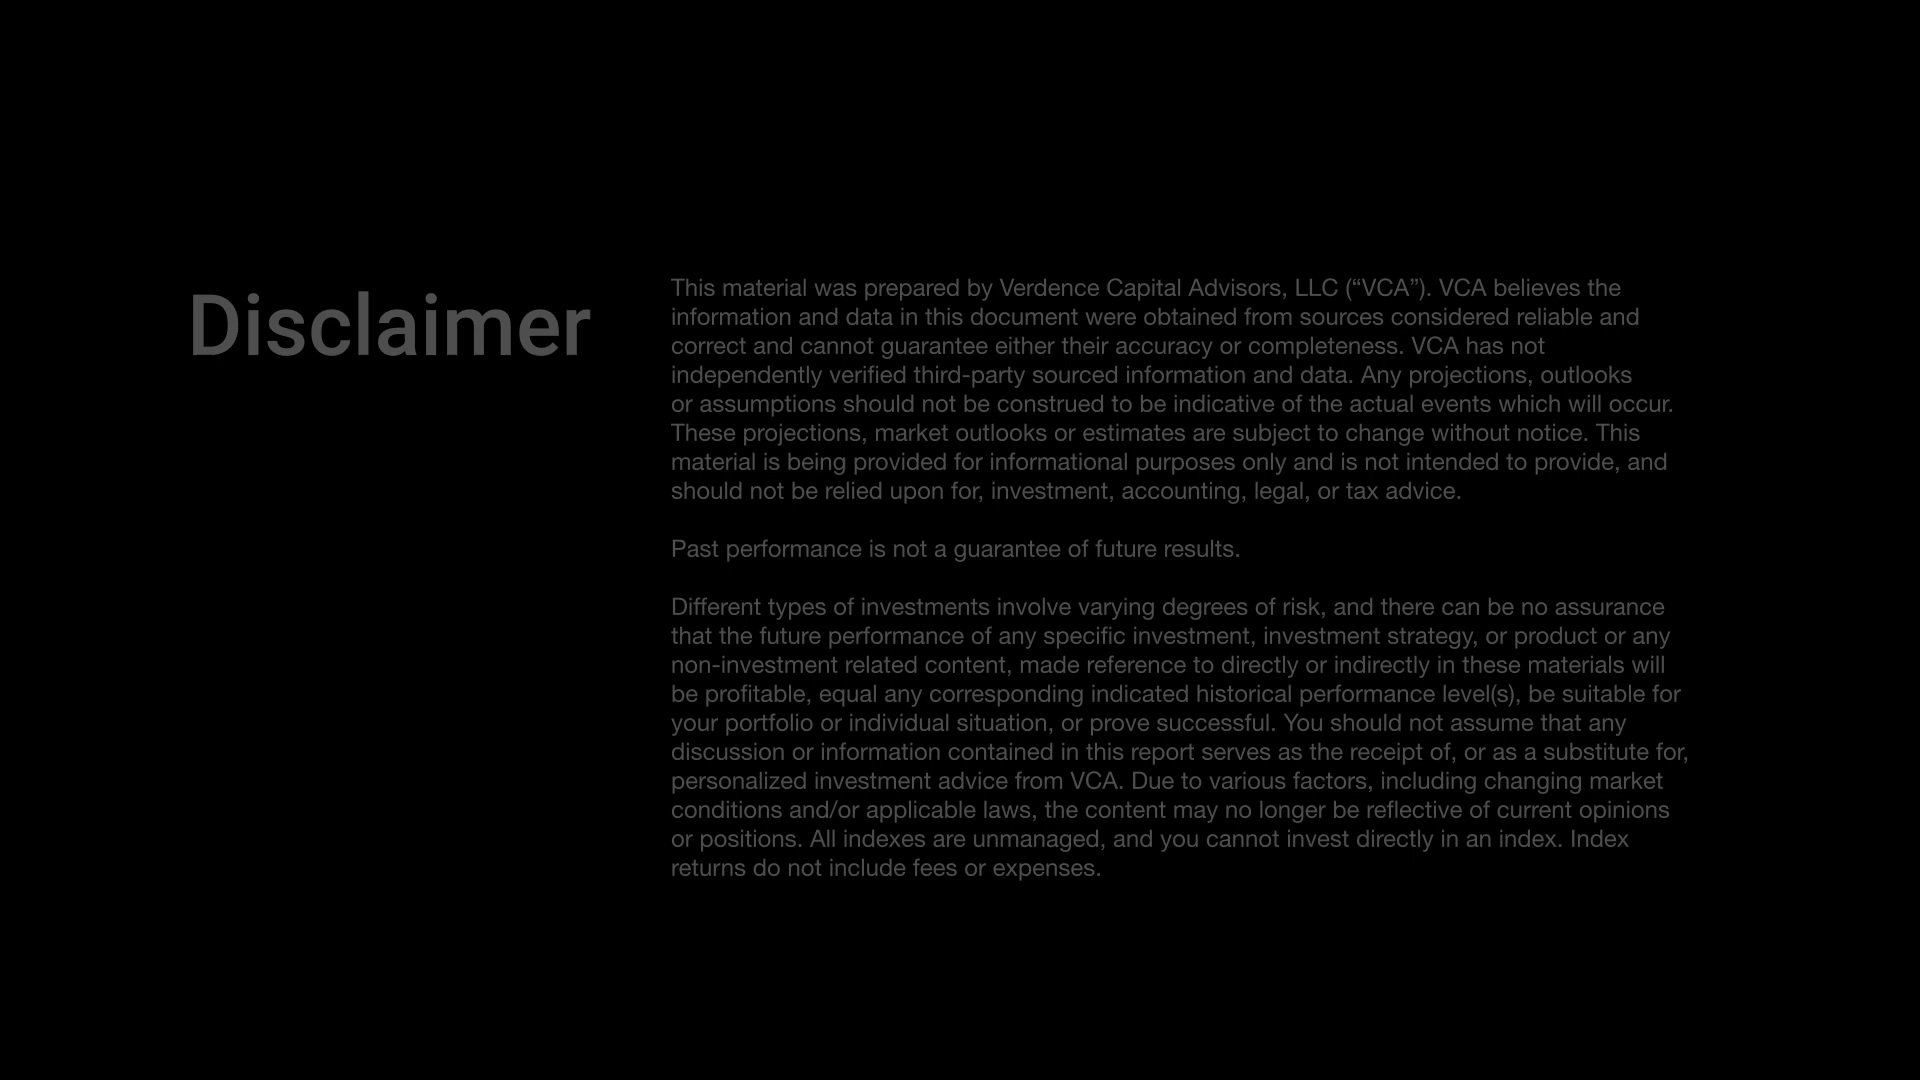 Disclaimer
This material was prepared by Verdence Capital Advisors, LLC (“VCA”). VCA believes the
information and data in this document were obtained from sources considered reliable and
correct and cannot guarantee either their accuracy or completeness. VCA has not
independently verified third-party sourced information and data. Any projections, outlooks
or assumptions should not be construed to be indicative of the actual events which will occur.
These projections, market outlooks or estimates are subject to change without notice. This
material is being provided for informational purposes only and is not intended to provide, and
should not be relied upon for, investment, accounting, legal, or tax advice.
Past performance is not a guarantee of future results.
Different types of investments involve varying degrees of risk, and there can be no assurance
that the future performance of any specific investment, investment strategy, or product or any
non-investment related content, made reference to directly or indirectly in these materials will
be profitable, equal any corresponding indicated historical performance level(s), be suitable for
your portfolio or individual situation, or prove successful. You should not assume that any
discussion or information contained in this report serves as the receipt of, or as a substitute for,
personalized investment advice from VCA. Due to various factors, including changing market
conditions and/or applicable laws, the content may no longer be reflective of current opinions
or positions. All indexes are unmanaged, and you cannot invest directly in an index. Index
returns do not include fees or expenses.